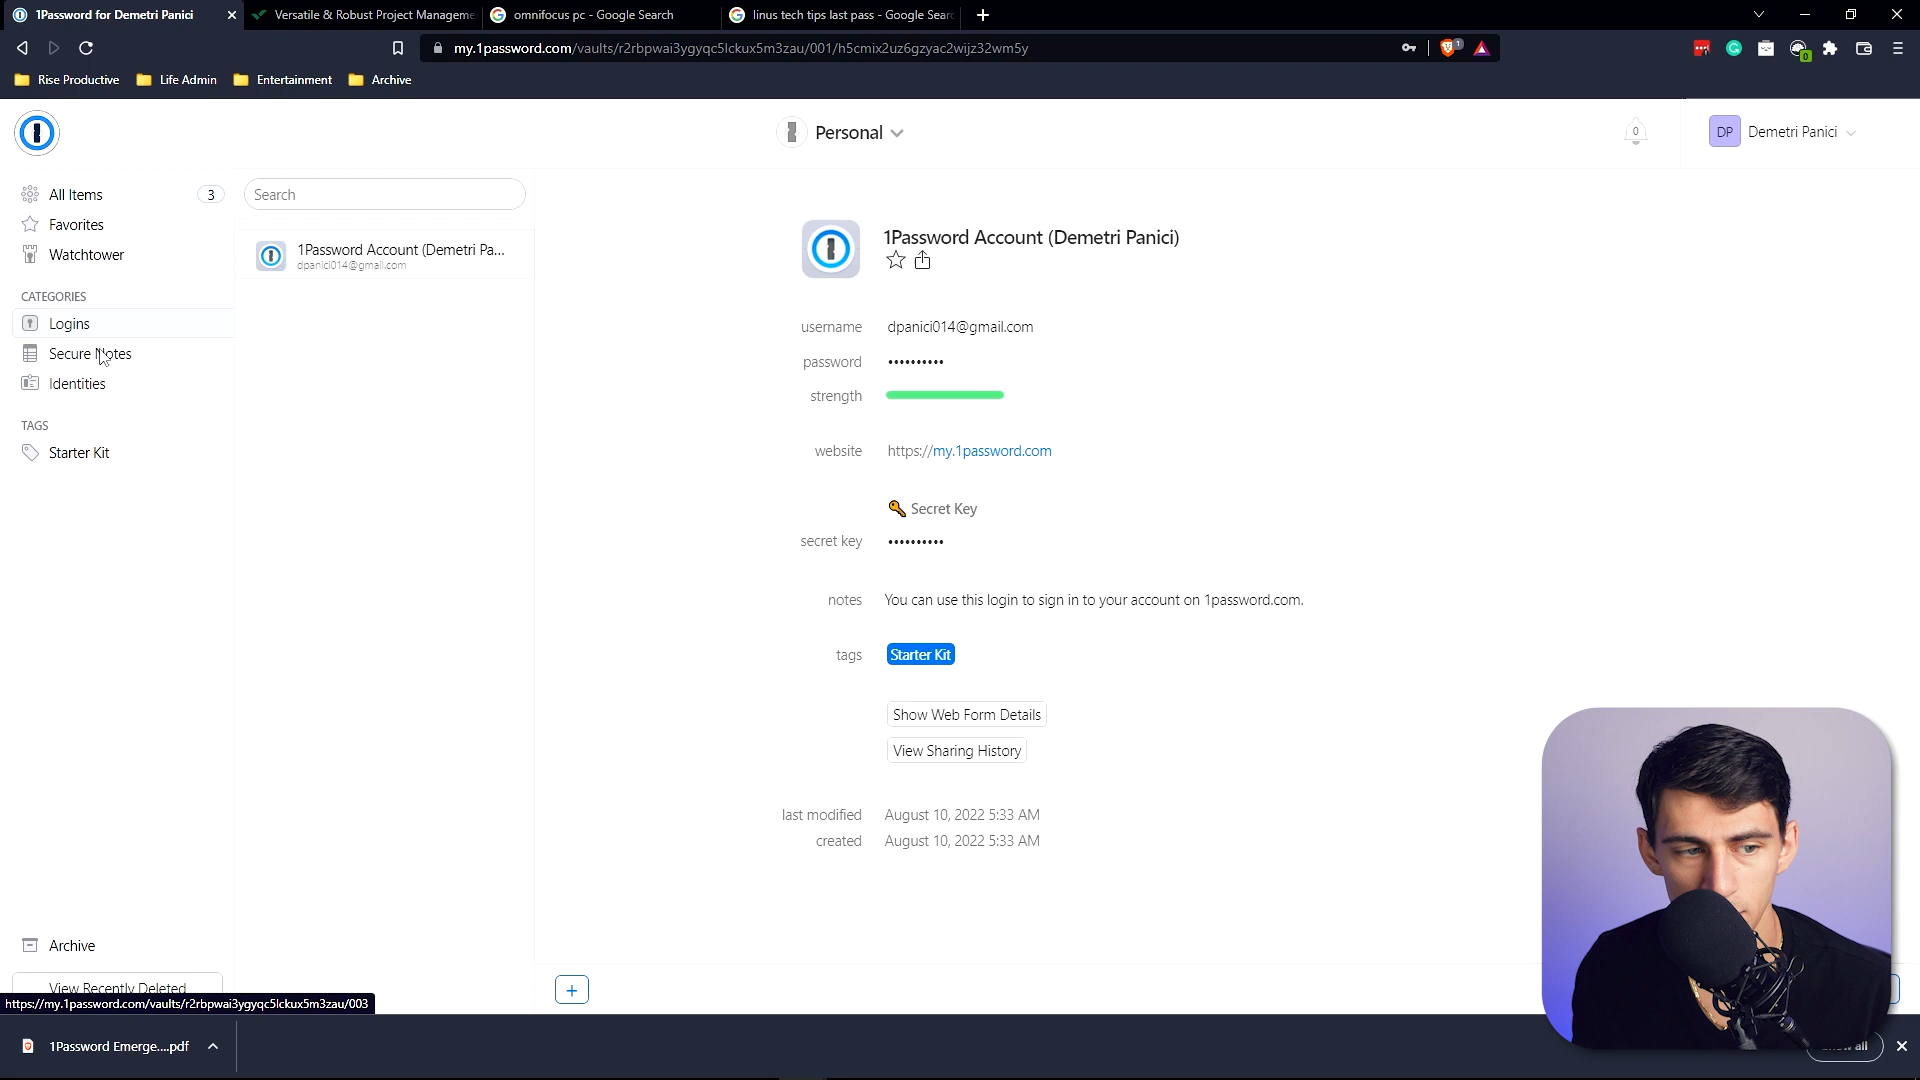 1Password for Demetri Panici
Versatile & Robust Project Manageme
omnifocus pc - Google Search
linus tech tips last pass - Google Sear
my.1password.com/vaults/r2rbpwai3ygyqc5lckux5m3zau/001/h5cmix2uz6gzyac2wijz32wm5y
Rise Productive
Life Admin
Entertainment
Archive
Personal
0
DP
Demetri Panici
All Items
3
Search
Favorites
Watchtower
1Password Account (Demetri Pa...
dpanici014@gmail.com
CATEGORIES
Logins
Secure Notes
Identities
TAGS
Starter Kit
1Password Account (Demetri Panici)
username dpanici014@gmail.com
password ••••••••••
strength
website https://my.1password.com
Secret Key
secret key ••••••••••
notes You can use this login to sign in to your account on 1password.com.
tags Starter Kit
Show Web Form Details
View Sharing History
last modified August 10, 2022 5:33 AM
created August 10, 2022 5:33 AM
Archive
View Recently Deleted
https://my.1password.com/vaults/r2rbpwai3ygyqc5lckux5m3zau/003
+
1Password Emerge....pdf
all